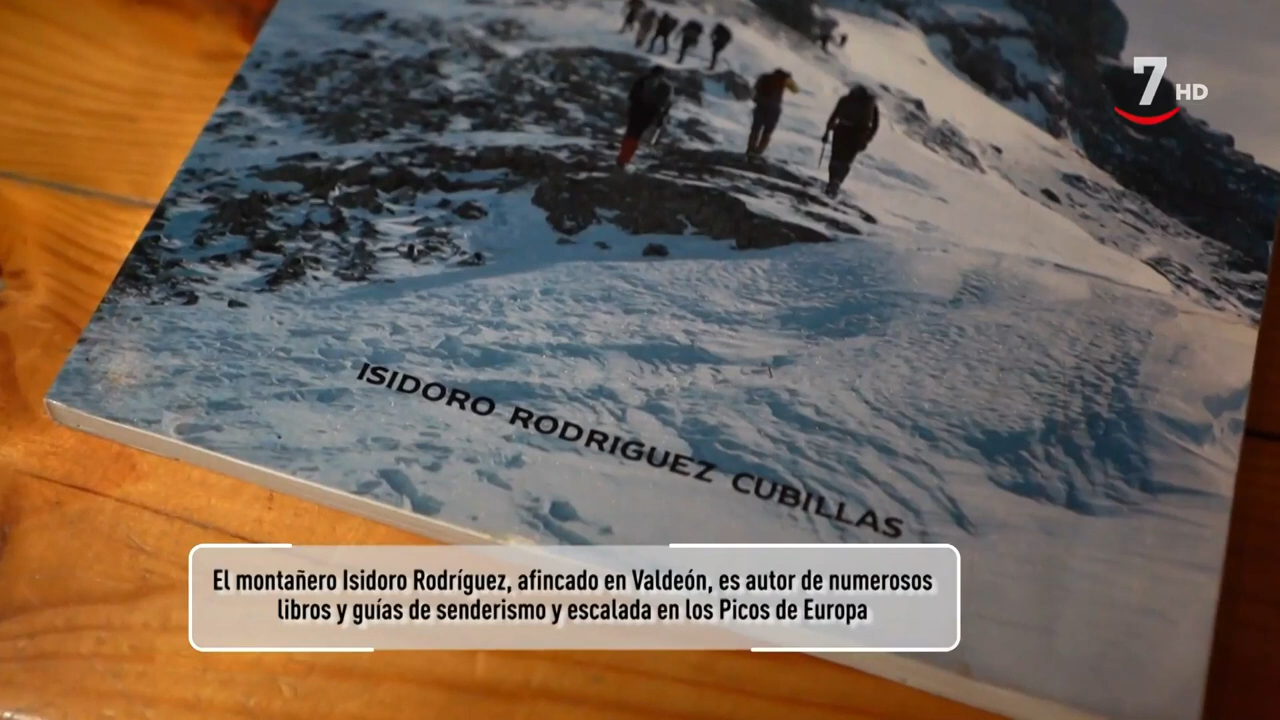 7 HD
ISIDORO RODRIGUEZ CUBILLAS
El montañero Isidoro Rodríguez, afincado en Valdeón, es autor de numerosos
libros y guías de senderismo y escalada en los Picos de Europa